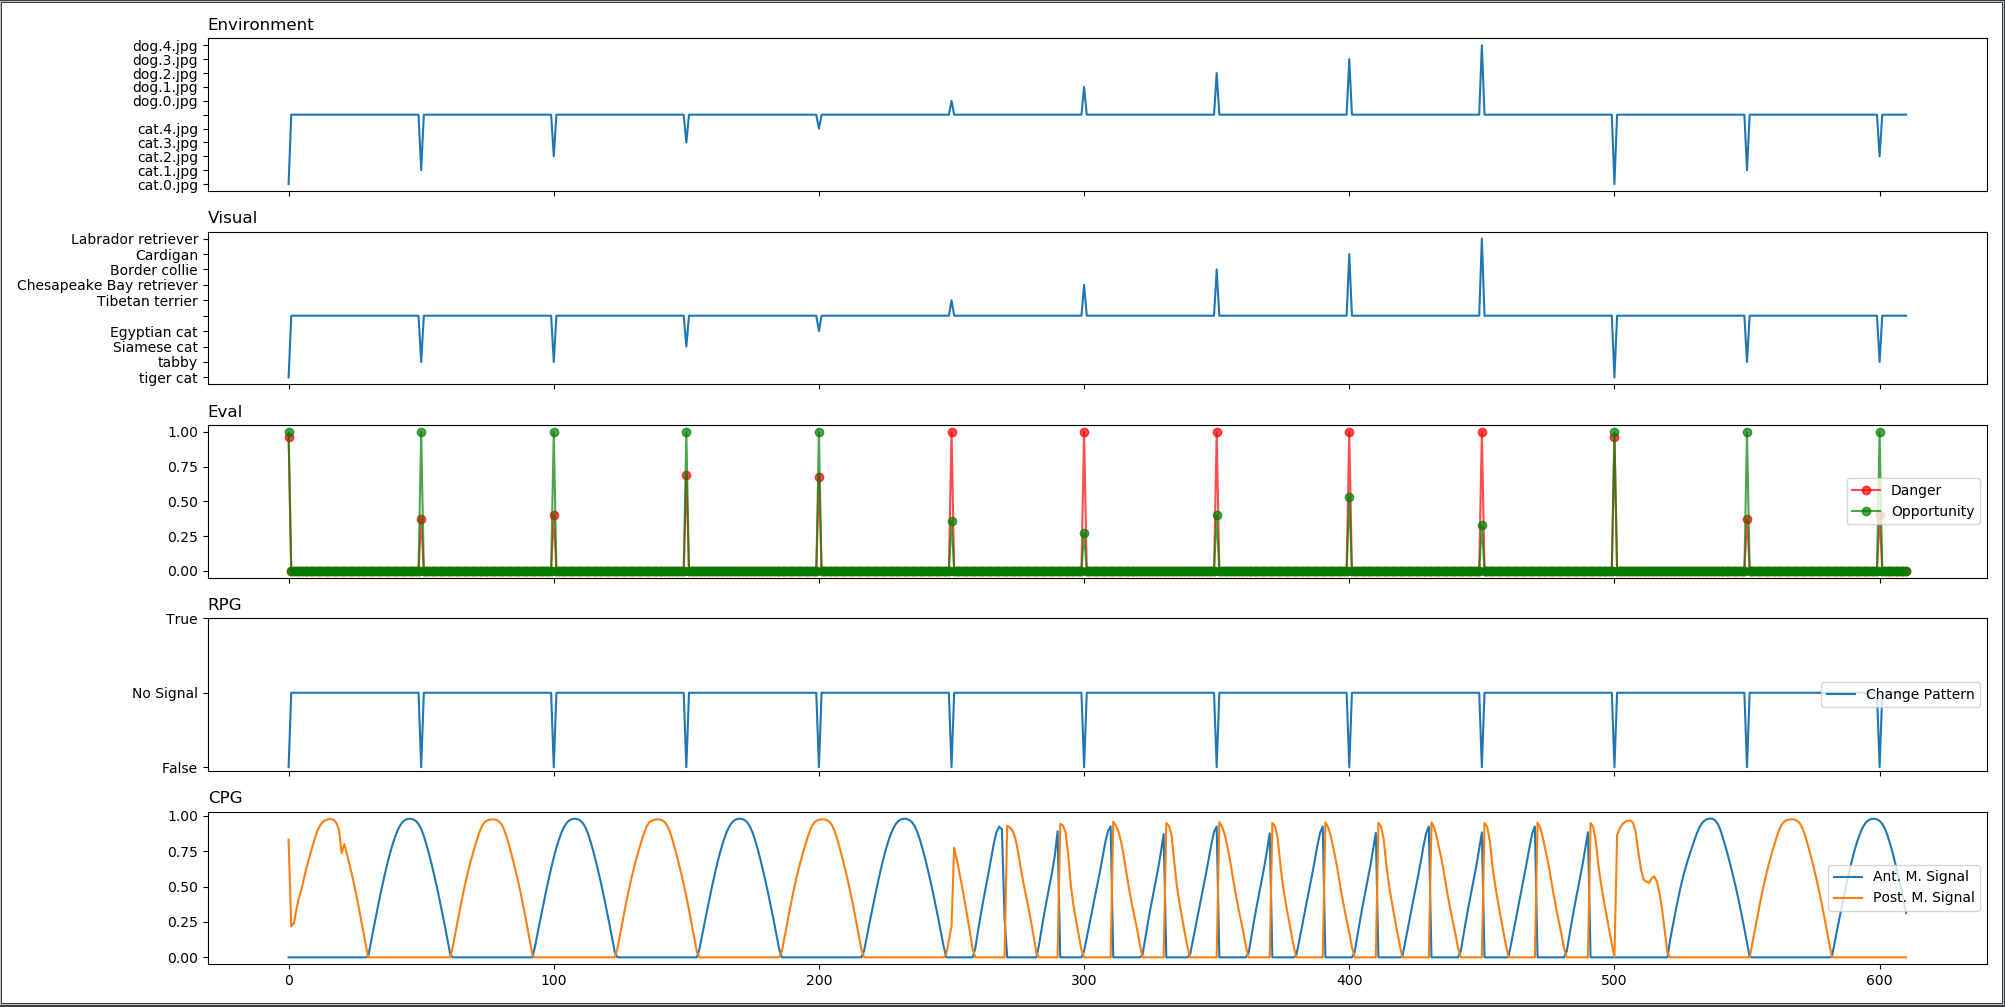 Environment
dog.4.jpg
dog.3.jpg
dog.2.jpg
dog.1.jpg
dog.0.jpg
cat.4.jpg
cat.3.jpg
cat.2.jpg
cat.1.jpg
cat.0.jpg
Visual
Labrador retriever
Cardigan
Border collie
Chesapeake Bay retriever
Tibetan terrier
Egyptian cat
Siamese cat
tabby
tiger cat
Eval
1.00
0.75
0.50
0.25
0.00
Danger
Opportunity
RPG
True
No Signal
False
Change Pattern
CPG
1.00
0.75
0.50
0.25
0.00
Ant. M. Signal
Post. M. Signal
0 100 200 300 400 500 600